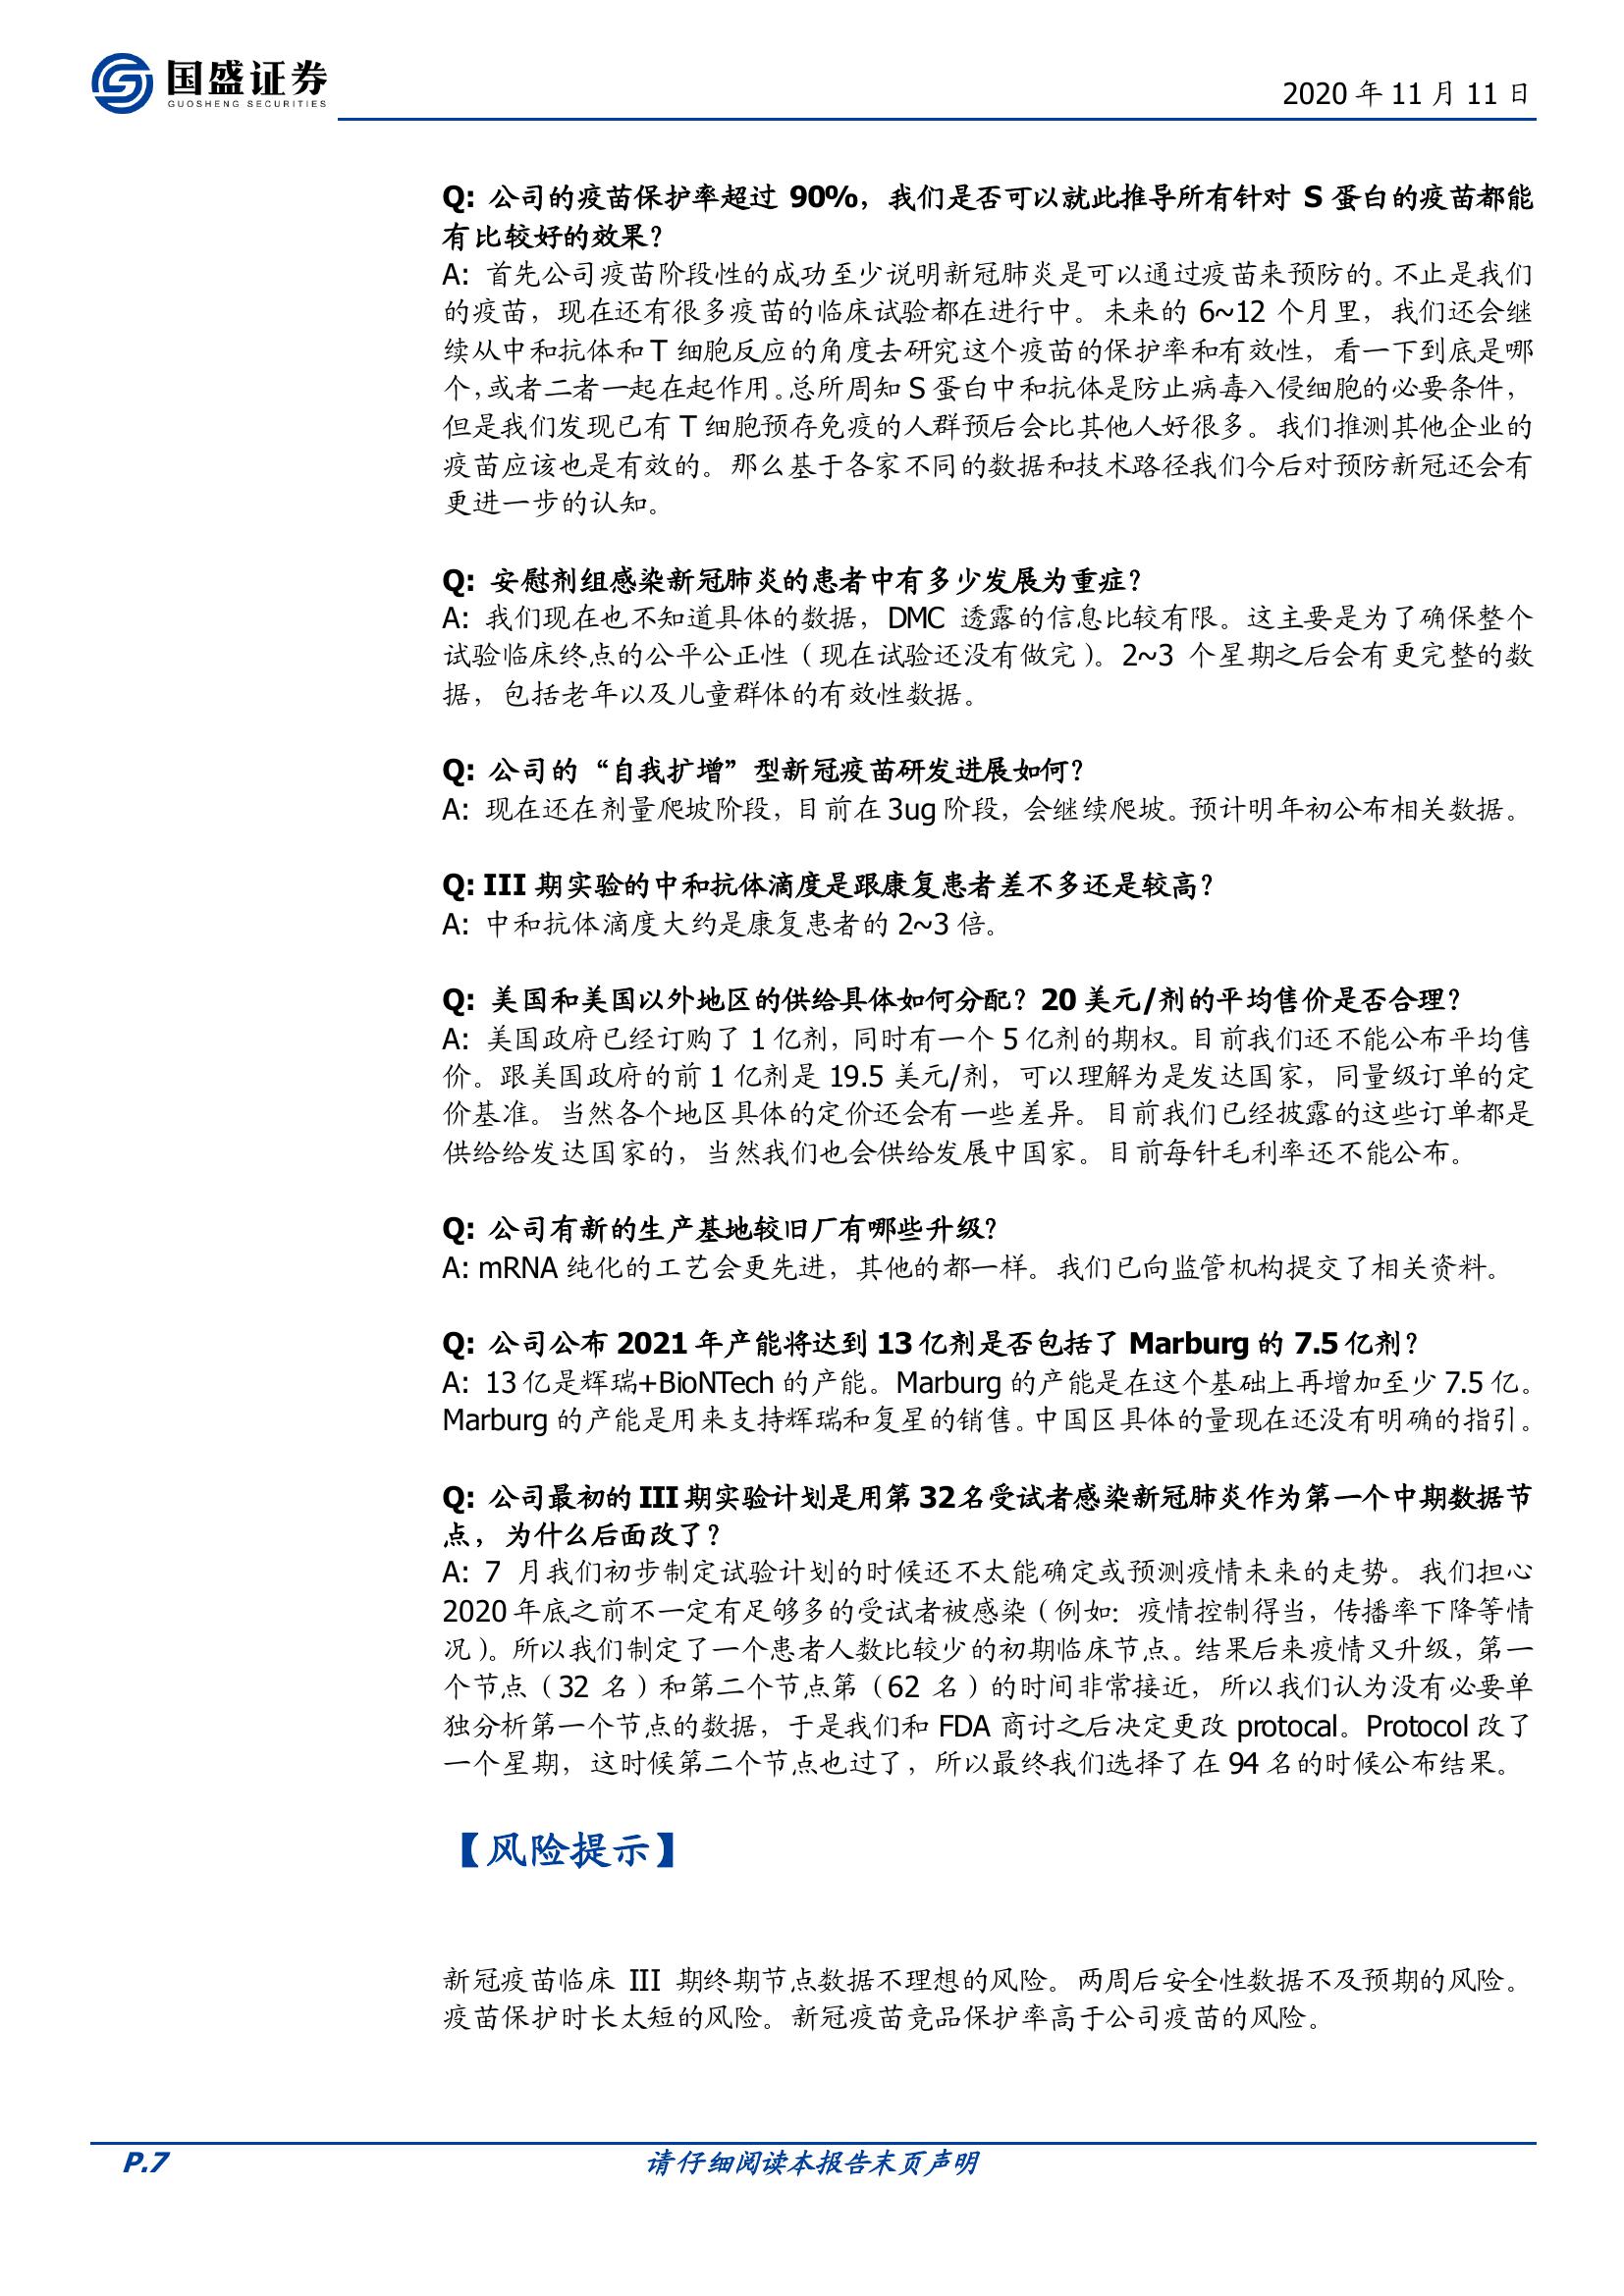 国盛证券
GUOSHENG SECURITIES
2020 年 11 月 11 日
Q: 公司的疫苗保护率超过 90%，我们是否可以就此推导所有针对 S 蛋白的疫苗都能
有比较好的效果？
A: 首先公司疫苗阶段性的成功至少说明新冠肺炎是可以通过疫苗来预防的。不止是我们
的疫苗，现在还有很多疫苗的临床试验都在进行中。未来的 6~12 个月里，我们还会继
续从中和抗体和 T 细胞反应的角度去研究这个疫苗的保护率和有效性，看一下到底是哪
个，或者二者一起在起作用。总所周知 S 蛋白中和抗体是防止病毒入侵细胞的必要条件，
但是我们发现已有 T 细胞预存免疫的人群预后会比其他人好很多。我们推测其他企业的
疫苗应该也是有效的。那么基于各家不同的数据和技术路径我们今后对预防新冠还会有
更进一步的认知。
Q: 安慰剂组感染新冠肺炎的患者中有多少发展为重症？
A: 我们现在也不知道具体的数据，DMC 透露的信息比较有限。这主要是为了确保整个
试验临床终点的公平公正性（现在试验还没有做完）。2~3 个星期之后会有更完整的数
据，包括老年以及儿童群体的有效性数据。
Q: 公司的“自我扩增”型新冠疫苗研发进展如何？
A: 现在还在剂量爬坡阶段，目前在 3ug 阶段，会继续爬坡。预计明年初公布相关数据。
Q: III 期实验的中和抗体滴度是跟康复患者差不多还是较高？
A: 中和抗体滴度大约是康复患者的 2~3 倍。
Q: 美国和美国以外地区的供给具体如何分配？20 美元/剂的平均售价是否合理？
A: 美国政府已经订购了 1 亿剂，同时有一个 5 亿剂的期权。目前我们还不能公布平均售
价。跟美国政府的前 1 亿剂是 19.5 美元/剂，可以理解为是发达国家，同量级订单的定
价基准。当然各个地区具体的定价还会有一些差异。目前我们已经披露的这些订单都是
供给给发达国家的，当然我们也会供给发展中国家。目前每针毛利率还不能公布。
Q: 公司有新的生产基地较旧厂有哪些升级？
A: mRNA 纯化的工艺会更先进，其他的都一样。我们已向监管机构提交了相关资料。
Q: 公司公布 2021 年产能将达到 13 亿剂是否包括了 Marburg 的 7.5 亿剂？
A: 13 亿是辉瑞+BioNTech 的产能。Marburg 的产能是在这个基础上再增加至少 7.5 亿。
Marburg 的产能是用来支持辉瑞和复星的销售。中国区具体的量现在还没有明确的指引。
Q: 公司最初的 III 期实验计划是用第 32 名受试者感染新冠肺炎作为第一个中期数据节
点，为什么后面改了？
A: 7 月我们初步制定试验计划的时候还不太能确定或预测疫情未来的走势。我们担心
2020 年底之前不一定有足够多的受试者被感染（例如：疫情控制得当，传播率下降等情
况）。所以我们制定了一个患者人数比较少的初期临床节点。结果后来疫情又升级，第一
个节点（32 名）和第二个节点第（62 名）的时间非常接近，所以我们认为没有必要单
独分析第一个节点的数据，于是我们和 FDA 商讨之后决定更改 protocal。Protocol 改了
一个星期，这时候第二个节点也过了，所以最终我们选择了在 94 名的时候公布结果。
【风险提示】
新冠疫苗临床 III 期终期节点数据不理想的风险。两周后安全性数据不及预期的风险。
疫苗保护时长太短的风险。新冠疫苗竞品保护率高于公司疫苗的风险。
P.7
请仔细阅读本报告末页声明